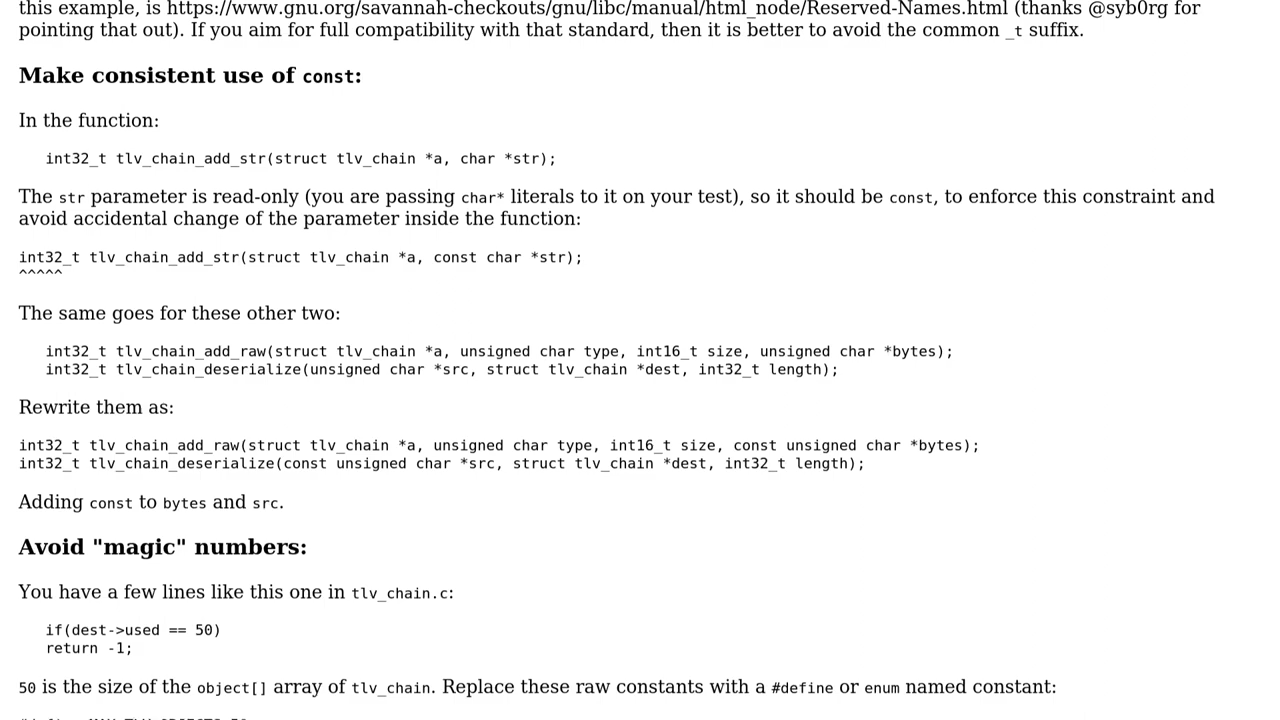 this example, is https://www.gnu.org/savannah-checkouts/gnu/libc/manual/html_node/Reserved-Names.html (thanks @syb0rg for
pointing that out). If you aim for full compatibility with that standard, then it is better to avoid the common _t suffix.
Make consistent use of const:
In the function:
int32_t tlv_chain_add_str(struct tlv_chain *a, char *str);
The str parameter is read-only (you are passing char* literals to it on your test), so it should be const, to enforce this constraint and
avoid accidental change of the parameter inside the function:
int32_t tlv_chain_add_str(struct tlv_chain *a, const char *str);
^^^^^
The same goes for these other two:
int32_t tlv_chain_add_raw(struct tlv_chain *a, unsigned char type, int16_t size, unsigned char *bytes);
int32_t tlv_chain_deserialize(unsigned char *src, struct tlv_chain *dest, int32_t length);
Rewrite them as:
int32_t tlv_chain_add_raw(struct tlv_chain *a, unsigned char type, int16_t size, const unsigned char *bytes);
int32_t tlv_chain_deserialize(const unsigned char *src, struct tlv_chain *dest, int32_t length);
Adding const to bytes and src.
Avoid "magic" numbers:
You have a few lines like this one in tlv_chain.c:
if(dest->used == 50)
return -1;
50 is the size of the object[] array of tlv_chain. Replace these raw constants with a #define or enum named constant: